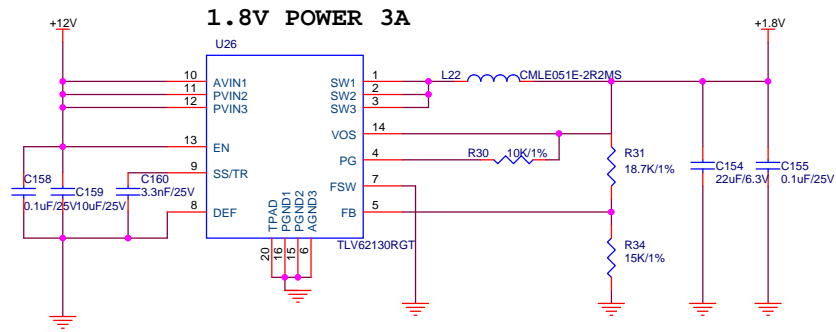 1.8V POWER 3A
+12V
+1.8V
U26
10 AVIN1
11 PVIN2
12 PVIN3
13 EN
9 SS/TR
8 DEF
SW1 1
SW2 2
SW3 3
VOS 14
PG 4
FSW 7
FB 5
TPAD PGND1 PGND2 AGND3
20 16 15 6
TLV62130RGT
L22 CMLE051E-2R2MS
R30 10K/1%
R31
18.7K/1%
R34
15K/1%
C158
0.1uF/25V
C159
10uF/25V
C160
3.3nF/25V
C154
22uF/6.3V
C155
0.1uF/25V